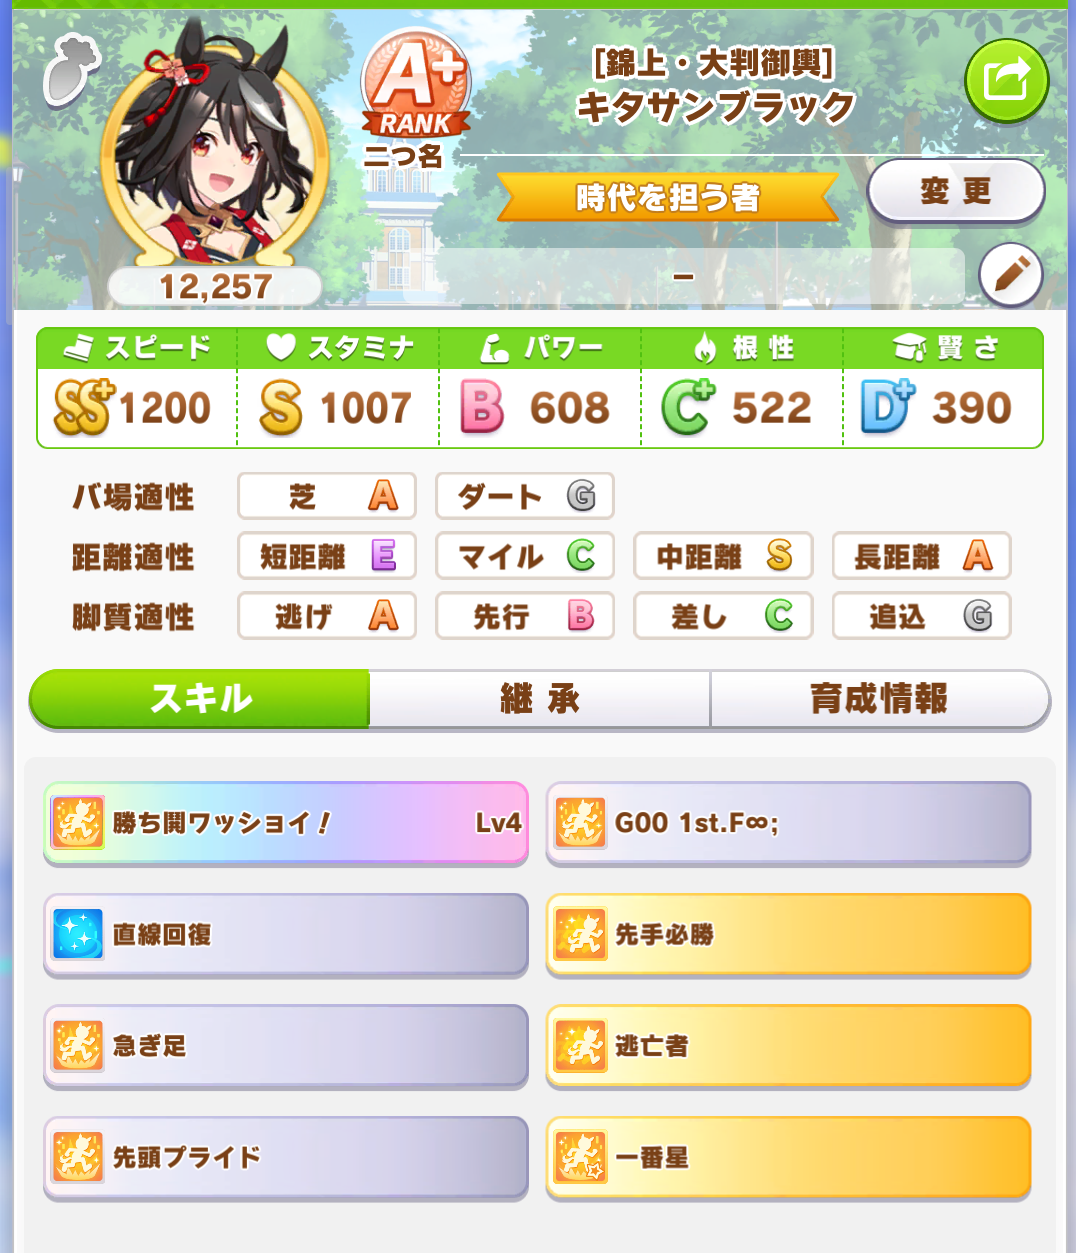 A+
RANK
[錦上・大判御輿]
キタサンブラック
二つ名
時代を担う者
変更
12,257
–
スピード スタミナ パワー 根性 賢さ
SS+ 1200 S 1007 B 608 C+ 522 D+ 390
バ場適性 芝 A ダート G
距離適性 短距離 E マイル C 中距離 S 長距離 A
脚質適性 逃げ A 先行 B 差し C 追込 G
スキル 継承 育成情報
勝ち鬨ワッショイ! Lv4 G00 1st.F∞;
直線回復 先手必勝
急ぎ足 逃亡者
先頭プライド 一番星